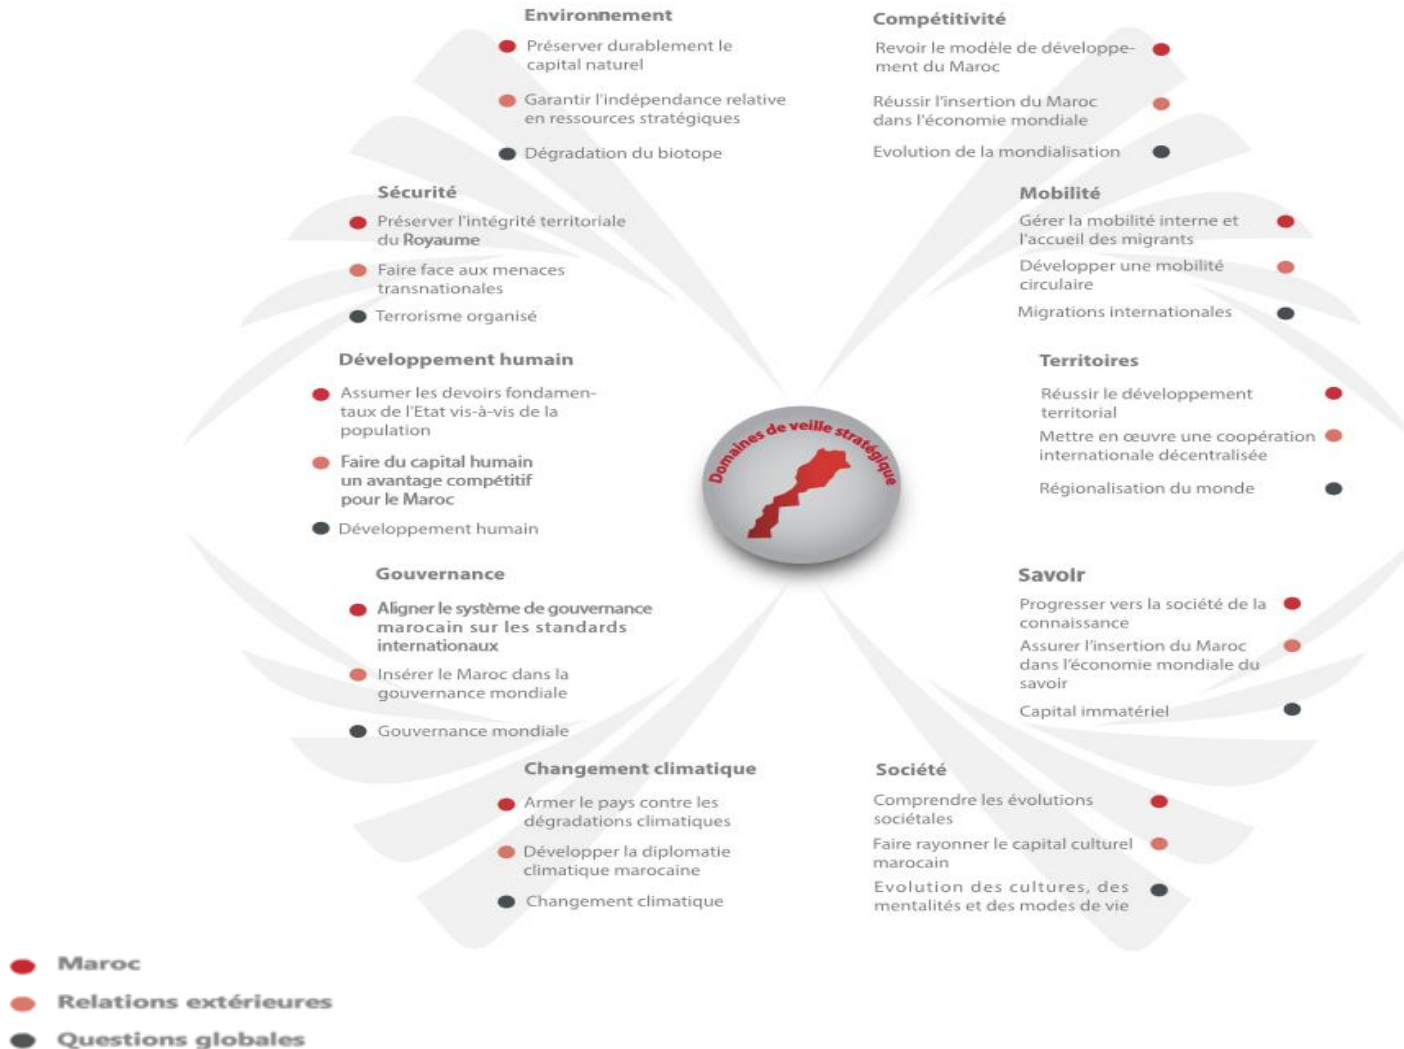 Environnement
Préserver durablement le
capital naturel
Garantir l'indépendance relative
en ressources stratégiques
Dégradation du biotope
Compétitivité
Revoir le modèle de développe-
ment du Maroc
Réussir l'insertion du Maroc
dans l'économie mondiale
Evolution de la mondialisation
Sécurité
Préserver l'intégrité territoriale
du Royaume
Faire face aux menaces
transnationales
Terrorisme organisé
Mobilité
Gérer la mobilité interne et
l'accueil des migrants
Développer une mobilité
circulaire
Migrations internationales
Développement humain
Assumer les devoirs fondamen-
taux de l'Etat vis-à-vis de la
population
Faire du capital humain
un avantage compétitif
pour le Maroc
Développement humain
Domaines de veille stratégique
Territoires
Réussir le développement
territorial
Mettre en œuvre une coopération
internationale décentralisée
Régionalisation du monde
Gouvernance
Aligner le système de gouvernance
marocain sur les standards
internationaux
Insérer le Maroc dans la
gouvernance mondiale
Gouvernance mondiale
Savoir
Progresser vers la société de la
connaissance
Assurer l'insertion du Maroc
dans l'économie mondiale du
savoir
Capital immatériel
Changement climatique
Armer le pays contre les
dégradations climatiques
Développer la diplomatie
climatique marocaine
Changement climatique
Société
Comprendre les évolutions
sociétales
Faire rayonner le capital culturel
marocain
Evolution des cultures, des
mentalités et des modes de vie
Maroc
Relations extérieures
Questions globales